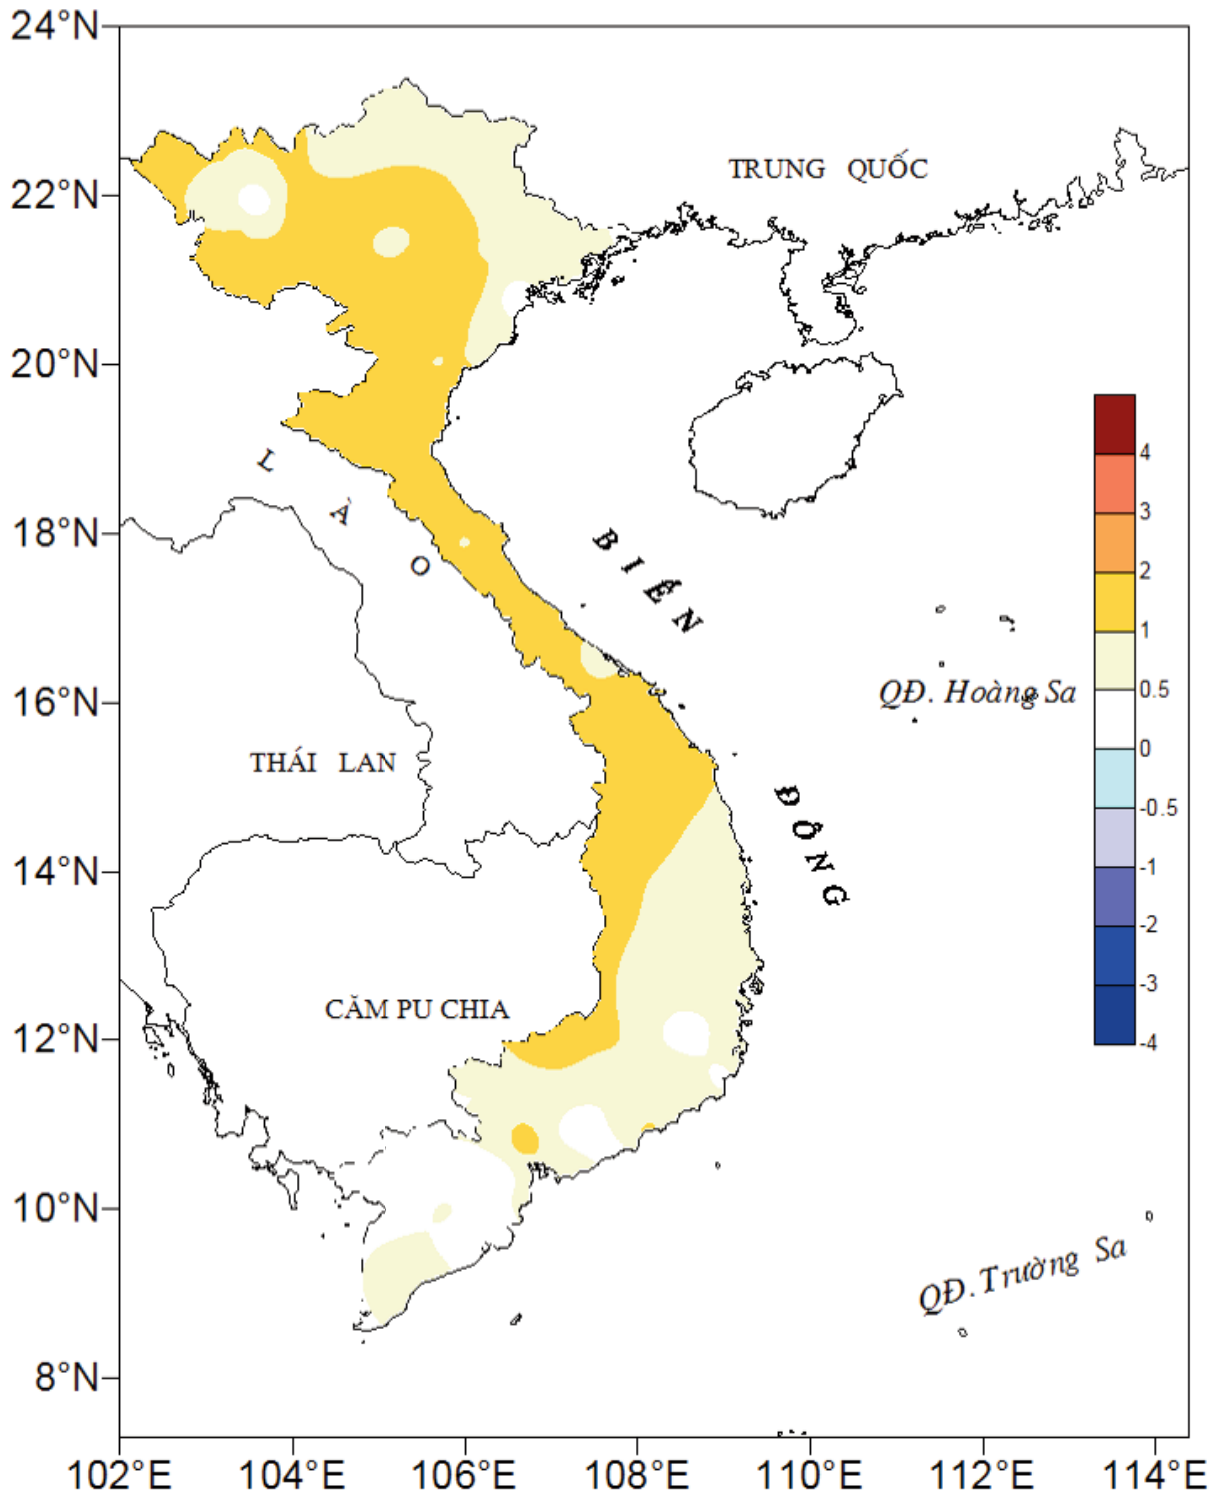 24°N
22°N
20°N
18°N
16°N
14°N
12°N
10°N
8°N
102°E
104°E
106°E
108°E
110°E
112°E
114°E
TRUNG QUỐC
LÀO
BIỂN
ĐÔNG
QĐ. Hoàng Sa
THÁI LAN
CĂM PU CHIA
QĐ. Trường Sa
4
3
2
1
0.5
0
-0.5
-1
-2
-3
-4